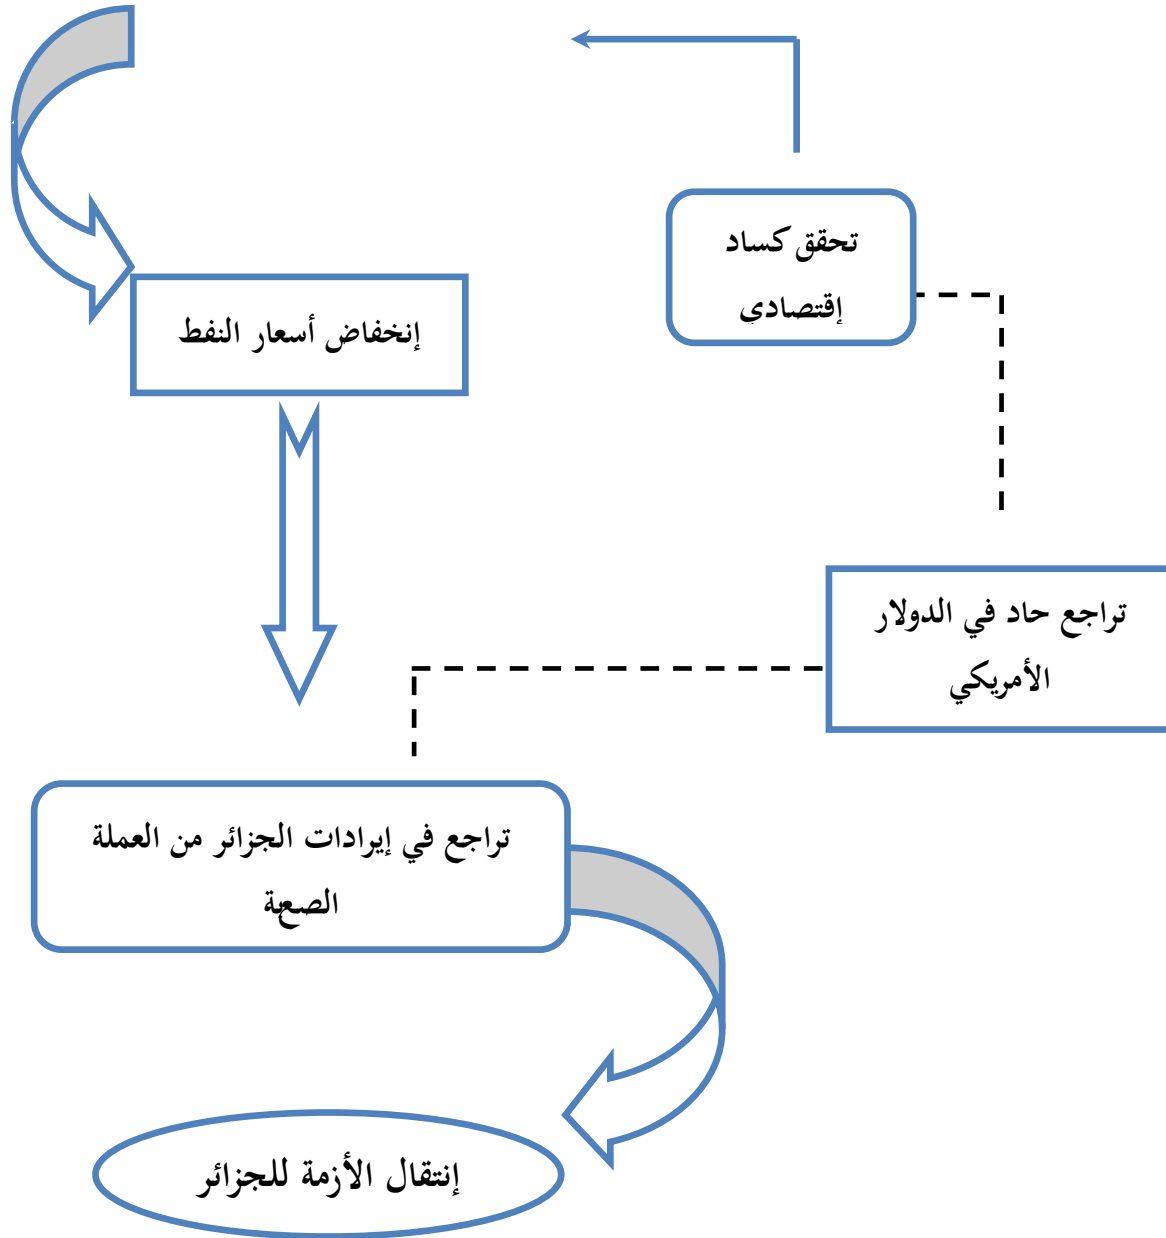 تحقق كساد
إقتصادي
إنخفاض أسعار النفط
تراجع حاد في الدولار
الأمريكي
تراجع في إيرادات الجزائر من العملة
الصعبة
إنتقال الأزمة للجزائر